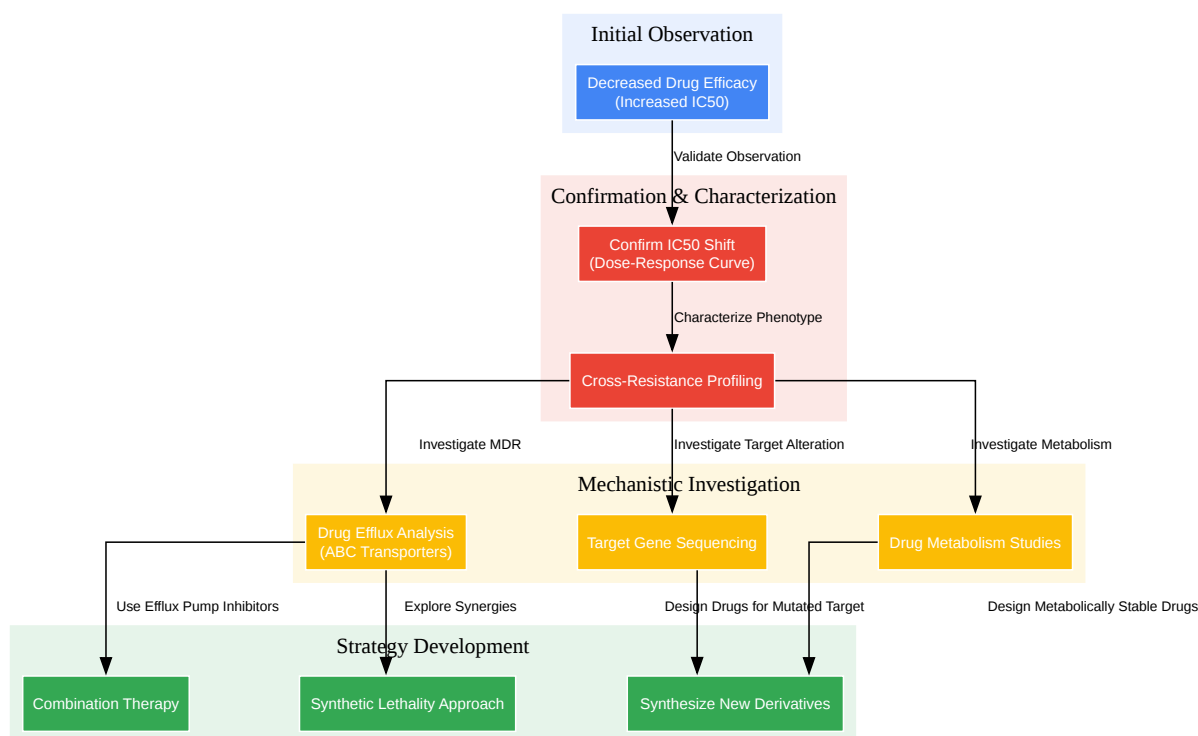 Initial Observation
Decreased Drug Efficacy
(Increased IC50)
Validate Observation
Confirmation & Characterization
Confirm IC50 Shift
(Dose-Response Curve)
Characterize Phenotype
Cross-Resistance Profiling
Investigate MDR
Investigate Target Alteration
Investigate Metabolism
Mechanistic Investigation
Drug Efflux Analysis
(ABC Transporters)
Target Gene Sequencing
Drug Metabolism Studies
Use Efflux Pump Inhibitors
Explore Synergies
Design Drugs for Mutated Target
Design Metabolically Stable Drugs
Strategy Development
Combination Therapy
Synthetic Lethality Approach
Synthesize New Derivatives